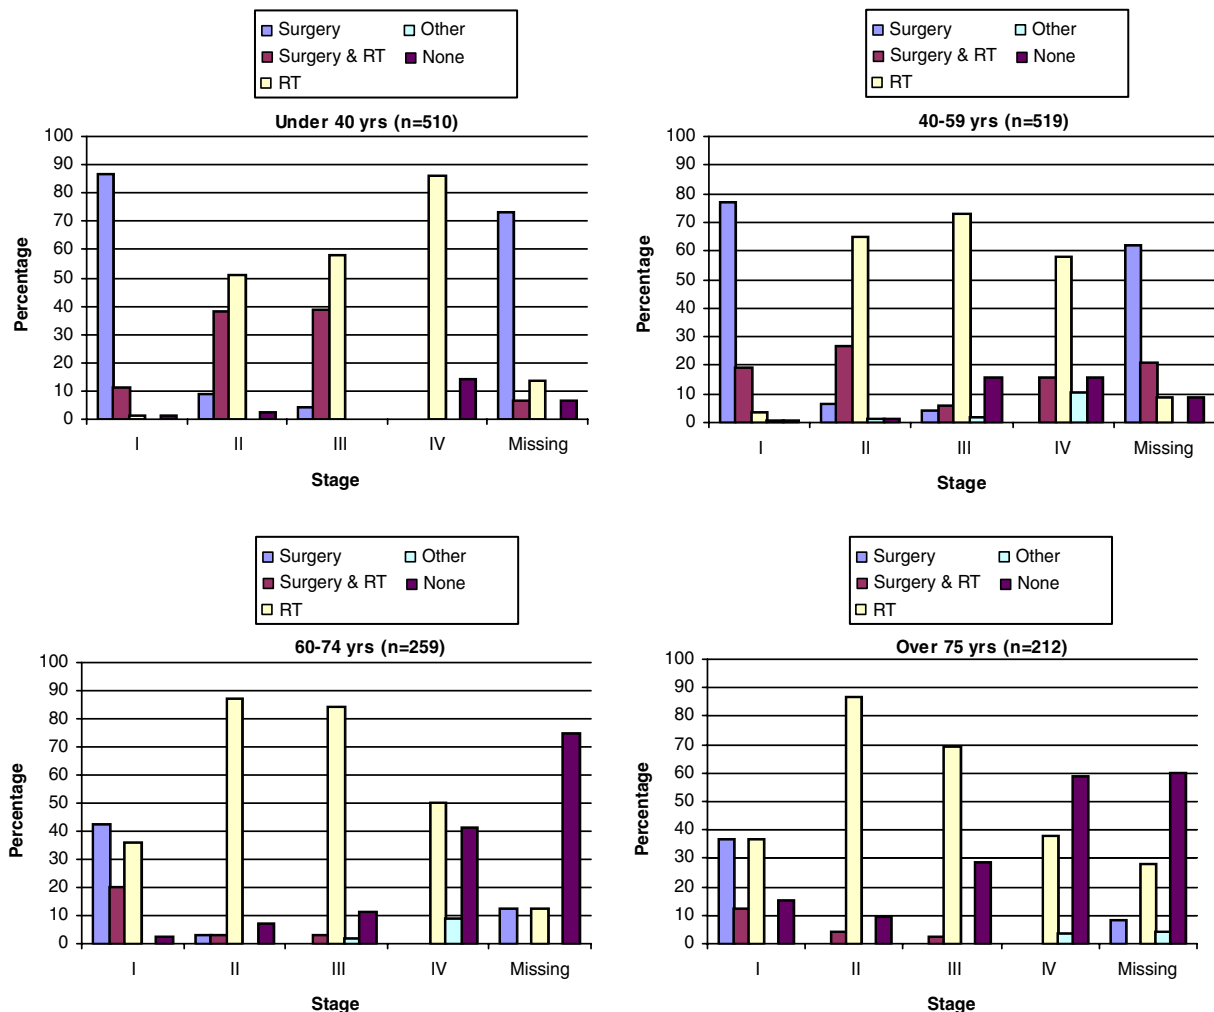 Surgery Other
Surgery & RT None
RT
Under 40 yrs (n=510)
100
90
80
70
60
50
40
30
20
10
0
Percentage
I II III IV Missing
Stage
Surgery Other
Surgery & RT None
RT
40-59 yrs (n=519)
100
90
80
70
60
50
40
30
20
10
0
Percentage
I II III IV Missing
Stage
Surgery Other
Surgery & RT None
RT
60-74 yrs (n=259)
100
90
80
70
60
50
40
30
20
10
0
Percentage
I II III IV Missing
Stage
Surgery Other
Surgery & RT None
RT
Over 75 yrs (n=212)
100
90
80
70
60
50
40
30
20
10
0
Percentage
I II III IV Missing
Stage